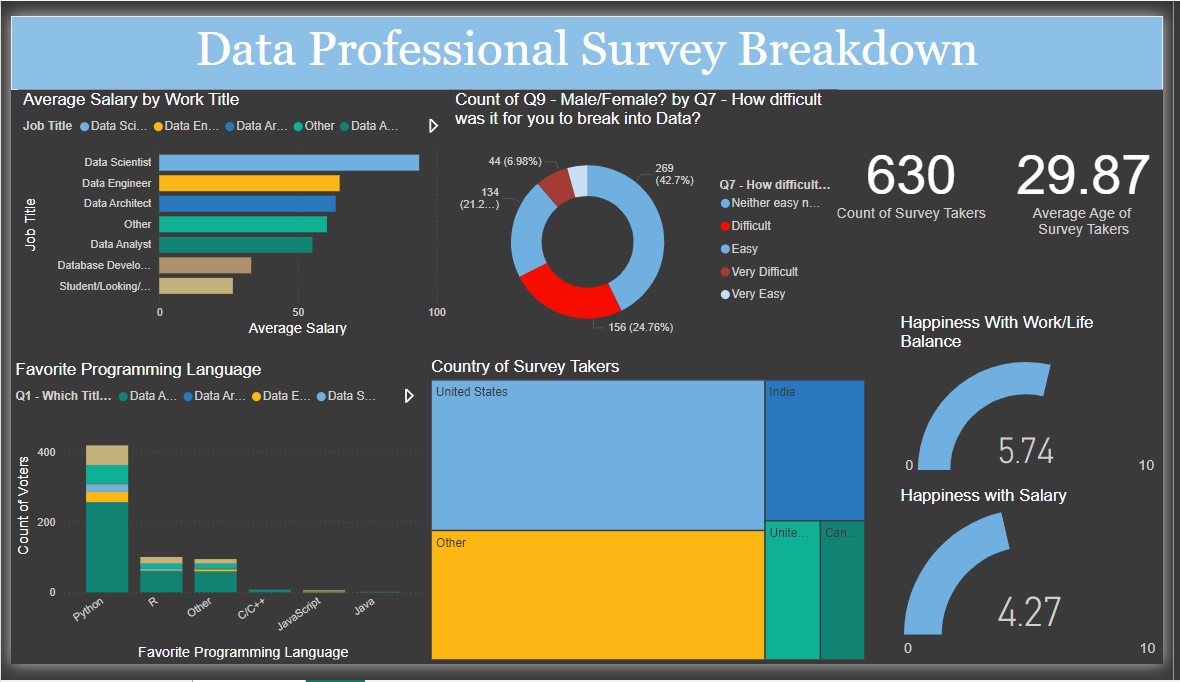 Data Professional Survey Breakdown
Average Salary by Work Title
Job Title Data Sci... Data En... Data Ar... Other Data A...
Data Scientist
Data Engineer
Data Architect
Other
Data Analyst
Database Develo...
Student/Looking/...
Job Title
0 50 100
Average Salary
Count of Q9 - Male/Female? by Q7 - How difficult
was it for you to break into Data?
44 (6.98%)
269
(42.7%)
134
(21.2...)
156 (24.76%)
Q7 - How difficult...
Neither easy n...
Difficult
Easy
Very Difficult
Very Easy
630
Count of Survey Takers
29.87
Average Age of
Survey Takers
Favorite Programming Language
Q1 - Which Titl... Data A... Data Ar... Data E... Data S...
Count of Voters
400
200
0
Python R Other C/C++ JavaScript Java
Favorite Programming Language
Country of Survey Takers
United States
India
Other
Unite...
Can...
Happiness With Work/Life
Balance
5.74
0 10
Happiness with Salary
4.27
0 10